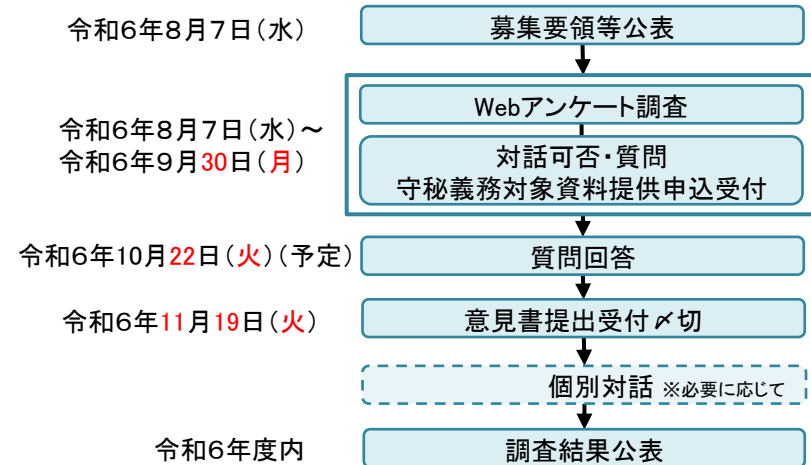 令和6年8月7日(水)
募集要領等公表
Webアンケート調査
令和6年8月7日(水)～
令和6年9月30日(月)
対話可否・質問
守秘義務対象資料提供申込受付
令和6年10月22日(火)(予定)
質問回答
令和6年11月19日(火)
意見書提出受付〆切
個別対話 ※必要に応じて
令和6年度内
調査結果公表